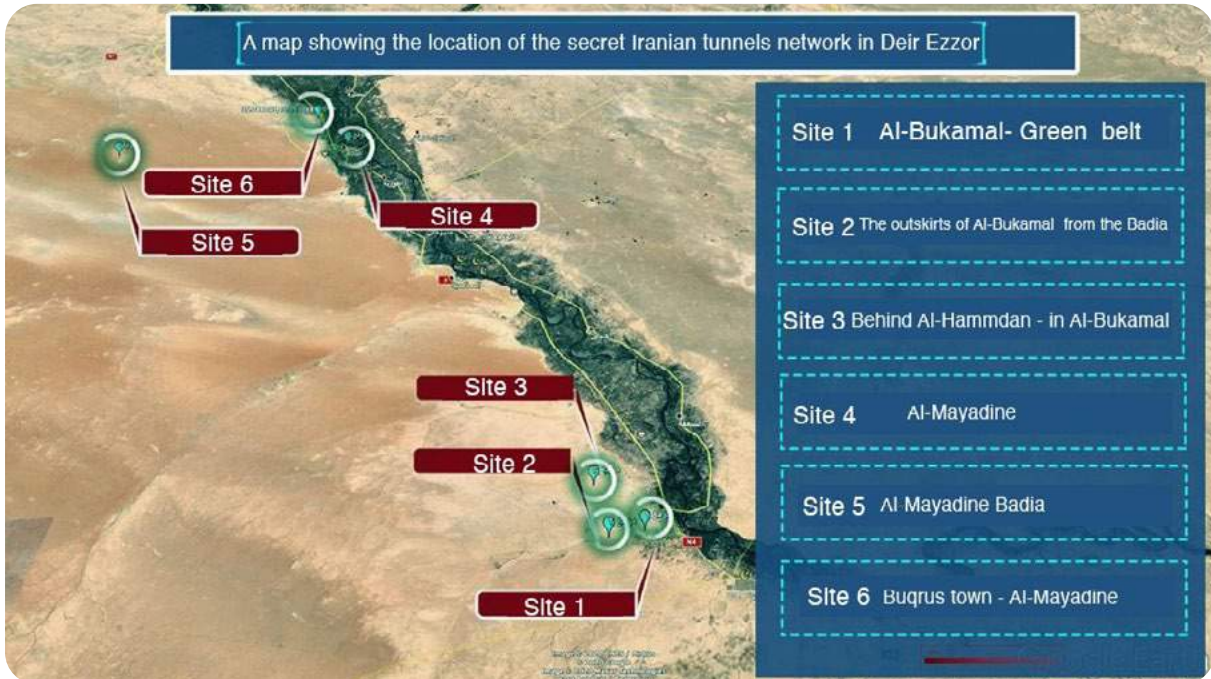 A map showing the location of the secret Iranian tunnels network in Deir Ezzor
Site 6
Site 4
Site 5
Site 3
Site 2
Site 1
N4
Site 1 Al-Bukamal- Green belt
Site 2 The outskirts of Al-Bukamal from the Badia
Site 3 Behind Al-Hammdan - in Al-Bukamal
Site 4 Al-Mayadine
Site 5 Al Mayadine Badia
Site 6 Buqrus town - Al-Mayadine